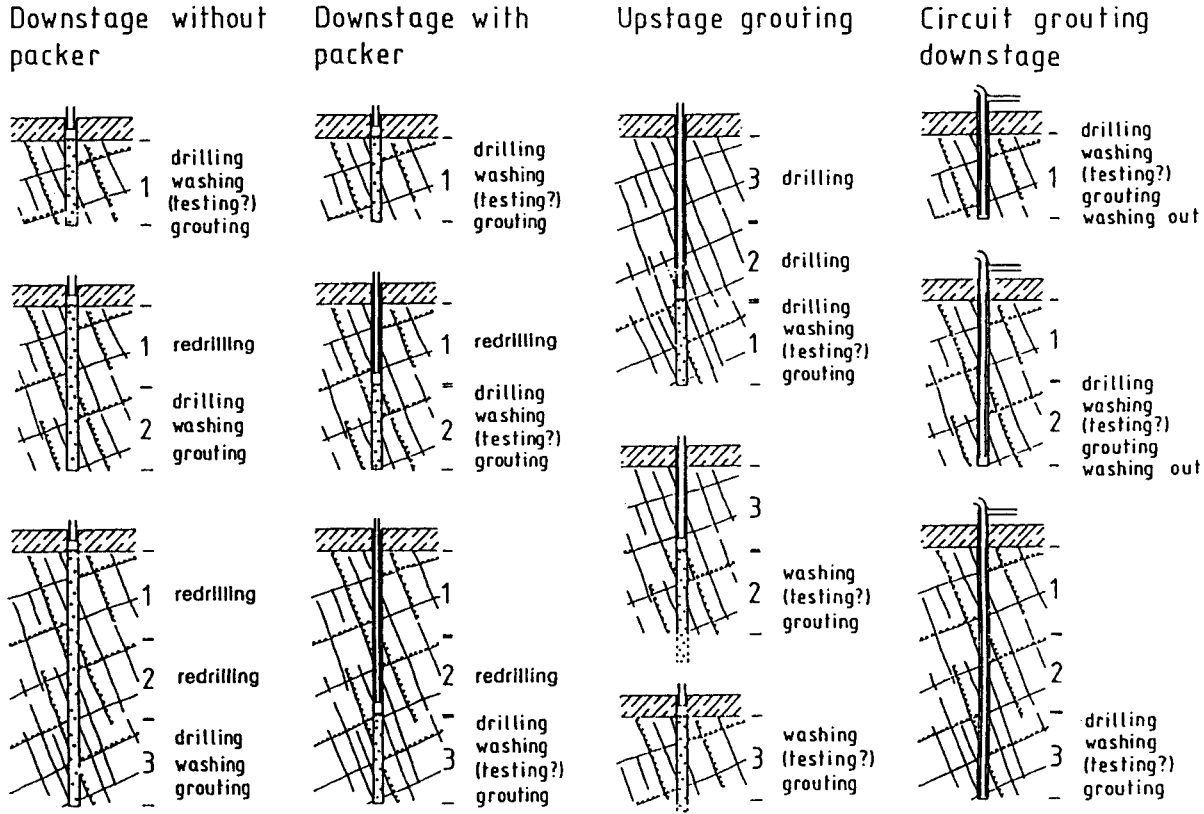 Downstage without
packer
drilling
washing
1
(testing?)
grouting
1 redrilling
drilling
2 washing
grouting
1 redrilling
2 redrilling
drilling
3 washing
grouting
Downstage with
packer
drilling
washing
1
(testing?)
grouting
1 redrilling
drilling
washing
2 (testing?)
grouting
1
2 redrilling
drilling
washing
3 (testing?)
grouting
Upstage grouting
3 drilling
2 drilling
drilling
washing
1 (testing?)
grouting
3
washing
2 (testing?)
grouting
washing
3 (testing?)
grouting
Circuit grouting
downstage
drilling
washing
1 (testing?)
grouting
washing out
1
drilling
washing
2 (testing?)
grouting
washing out
1
2
drilling
washing
3 (testing?)
grouting